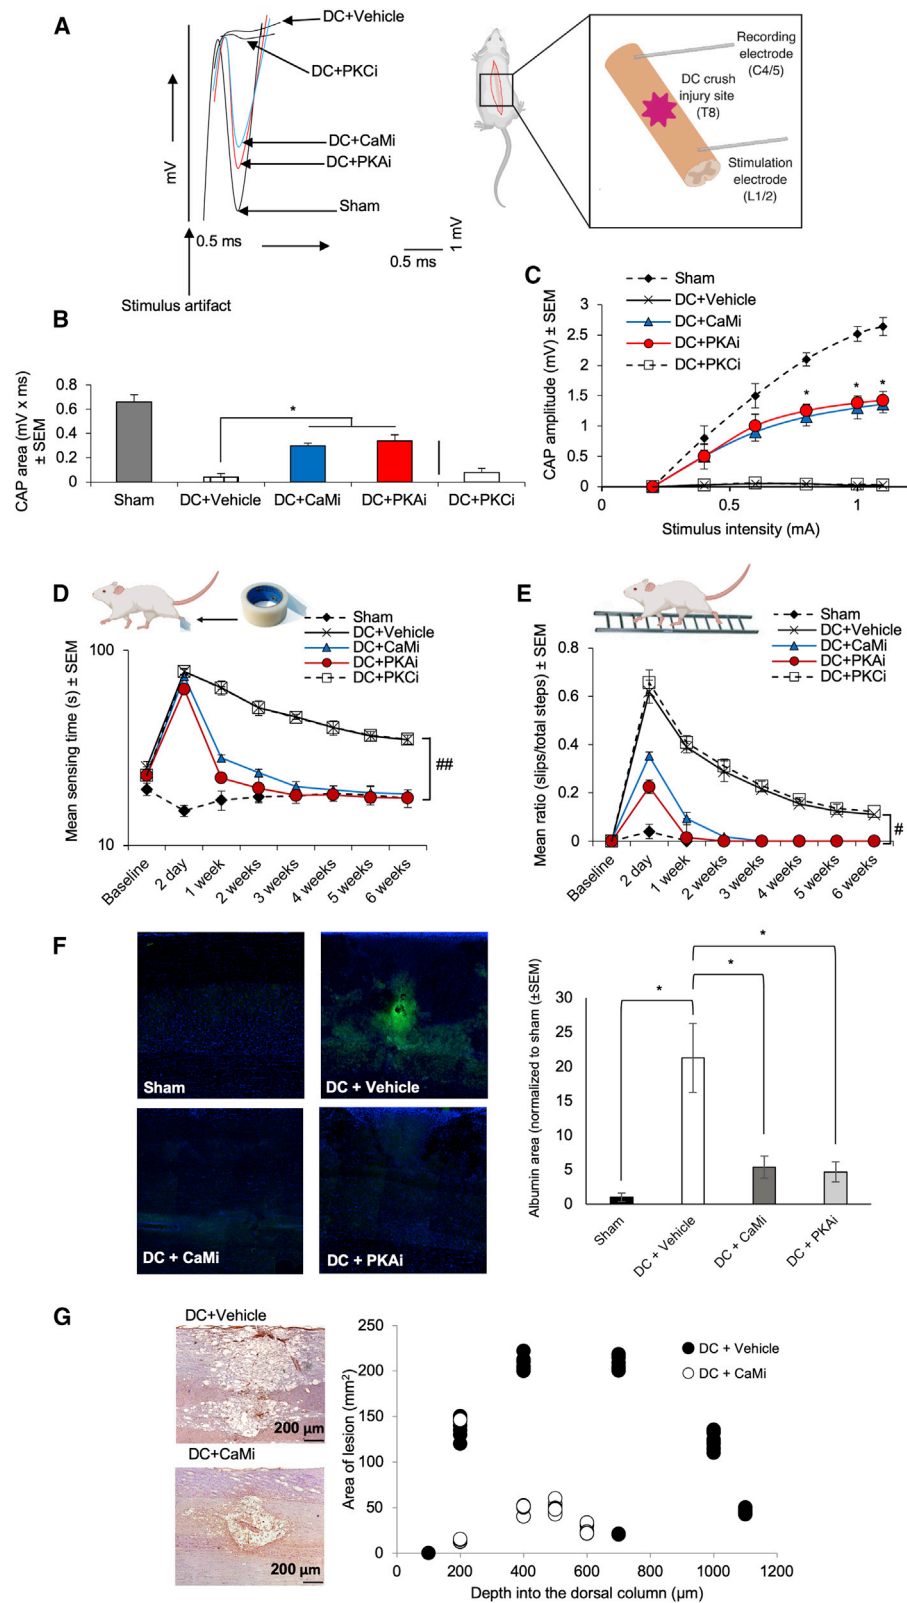 A
DC+Vehicle
DC+PKCi
DC+CaMi
DC+PKAi
Sham
mV
0.5 ms
0.5 ms
1 mV
Stimulus artifact
Recording
electrode
(C4/5)
DC crush
injury site
(T8)
Stimulation
electrode
(L1/2)
B
CAP area (mV x ms)
± SEM
0.8
0.6
0.4
0.2
0
*
Sham
DC+Vehicle
DC+CaMi
DC+PKAi
DC+PKCi
C
Sham
DC+Vehicle
DC+CaMi
DC+PKAi
DC+PKCi
CAP amplitude (mV) ± SEM
3
2.5
2
1.5
1
0.5
0
* * *
0 0.5 1
Stimulus intensity (mA)
D
Sham
DC+Vehicle
DC+CaMi
DC+PKAi
DC+PKCi
Mean sensing time (s) ± SEM
100
10
##
Baseline
2 day
1 week
2 weeks
3 weeks
4 weeks
5 weeks
6 weeks
E
Sham
DC+Vehicle
DC+CaMi
DC+PKAi
DC+PKCi
Mean ratio (slips/total steps) ± SEM
0.8
0.6
0.4
0.2
0
#
Baseline
2 day
1 week
2 weeks
3 weeks
4 weeks
5 weeks
6 weeks
F
Sham
DC + Vehicle
DC + CaMi
DC + PKAi
Albumin area (normalized to sham (±SEM)
30
25
20
15
10
5
0
*
*
*
Sham
DC + Vehicle
DC + CaMi
DC + PKAi
G
DC+Vehicle
200 µm
DC+CaMi
200 µm
Area of lesion (mm²)
250
200
150
100
50
0
DC + Vehicle
DC + CaMi
0 200 400 600 800 1000 1200
Depth into the dorsal column (µm)